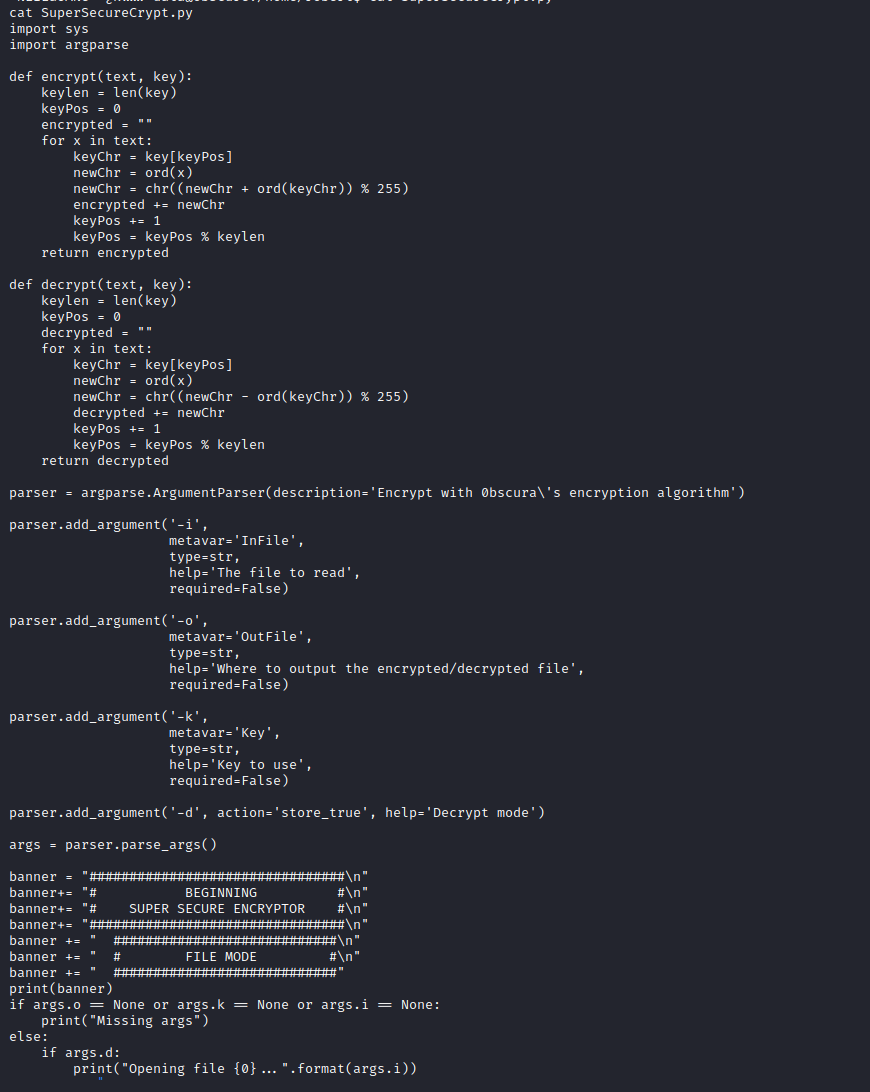 cat SuperSecureCrypt.py
import sys
import argparse

def encrypt(text, key):
    keylen = len(key)
    keyPos = 0
    encrypted = ""
    for x in text:
        keyChr = key[keyPos]
        newChr = ord(x)
        newChr = chr((newChr + ord(keyChr)) % 255)
        encrypted += newChr
        keyPos += 1
        keyPos = keyPos % keylen
    return encrypted

def decrypt(text, key):
    keylen = len(key)
    keyPos = 0
    decrypted = ""
    for x in text:
        keyChr = key[keyPos]
        newChr = ord(x)
        newChr = chr((newChr - ord(keyChr)) % 255)
        decrypted += newChr
        keyPos += 1
        keyPos = keyPos % keylen
    return decrypted

parser = argparse.ArgumentParser(description='Encrypt with 0bscura\'s encryption algorithm')

parser.add_argument('-i',
                    metavar='InFile',
                    type=str,
                    help='The file to read',
                    required=False)

parser.add_argument('-o',
                    metavar='OutFile',
                    type=str,
                    help='Where to output the encrypted/decrypted file',
                    required=False)

parser.add_argument('-k',
                    metavar='Key',
                    type=str,
                    help='Key to use',
                    required=False)

parser.add_argument('-d', action='store_true', help='Decrypt mode')

args = parser.parse_args()

banner = "################################\n"
banner+= "#           BEGINNING          #\n"
banner+= "#    SUPER SECURE ENCRYPTOR    #\n"
banner+= "################################\n"
banner += "  ############################\n"
banner += "  #        FILE MODE         #\n"
banner += "  ############################"
print(banner)
if args.o == None or args.k == None or args.i == None:
    print("Missing args")
else:
    if args.d:
        print("Opening file {0}...".format(args.i))